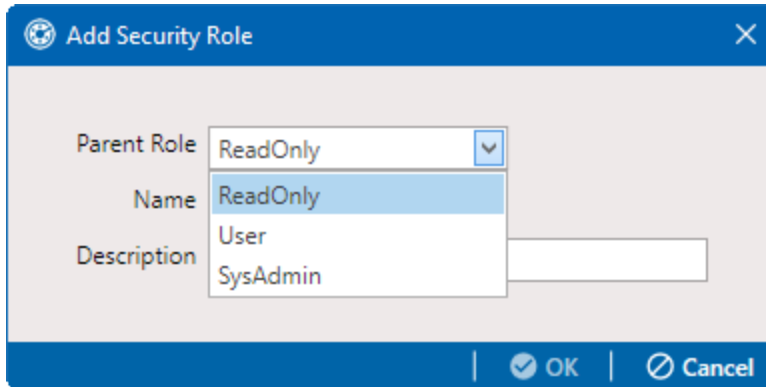 Add Security Role
Parent Role ReadOnly
Name ReadOnly
User
Description
SysAdmin
OK Cancel